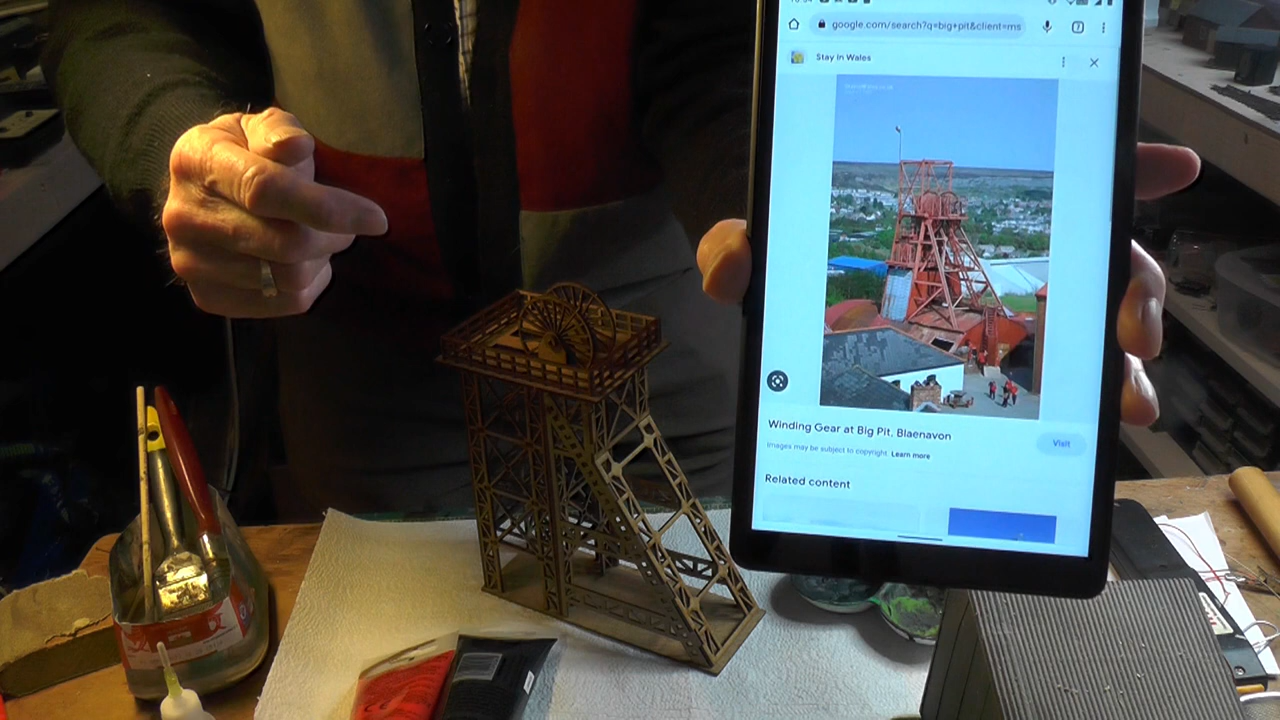 google.com/search?q=big+pit&client=ms
7
Stay in Wales
Winding Gear at Big Pit, Blaenavon
Visit
Images may be subject to copyright. Learn more
Related content